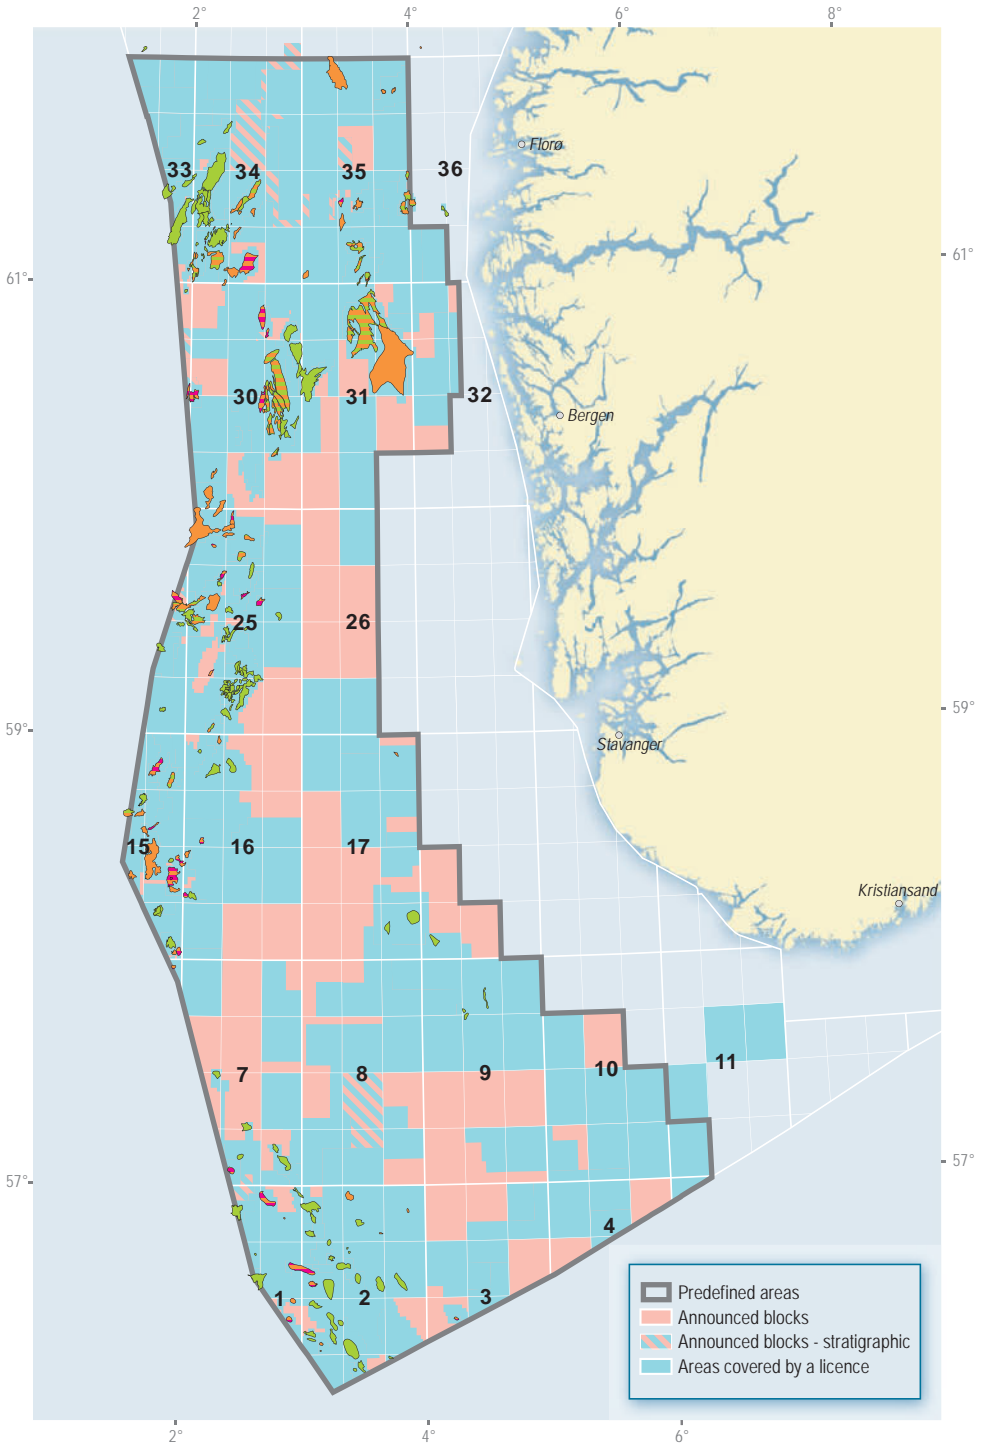 2° 4° 6° 8°
Florø
33 34 35 36
61° 61°
30 31 32
Bergen
25 26
59° 59°
Stavanger
15 16 17
Kristiansand
7 8 9 10 11
57° 57°
4
1 2 3
Predefined areas
Announced blocks
Announced blocks - stratigraphic
Areas covered by a licence
2° 4° 6°